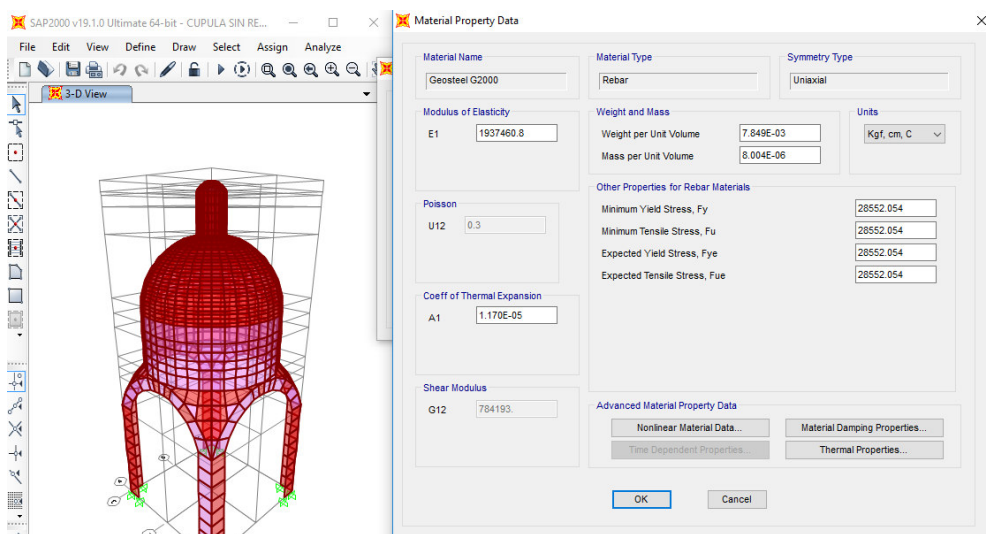 SAP2000 v19.1.0 Ultimate 64-bit - CUPULA SIN RE...
File Edit View Define Draw Select Assign Analyze
3-D View
Material Property Data
Material Name
Geosteel G2000
Material Type
Rebar
Symmetry Type
Uniaxial
Modulus of Elasticity
E1 1937460.8
Weight and Mass
Weight per Unit Volume 7.849E-03
Mass per Unit Volume 8.004E-06
Units
Kgf, cm, C
Poisson
U12 0.3
Other Properties for Rebar Materials
Minimum Yield Stress, Fy 28552.054
Minimum Tensile Stress, Fu 28552.054
Expected Yield Stress, Fye 28552.054
Expected Tensile Stress, Fue 28552.054
Coeff of Thermal Expansion
A1 1.170E-05
Shear Modulus
G12 784193.
Advanced Material Property Data
Nonlinear Material Data... Material Damping Properties...
Time Dependent Properties... Thermal Properties...
OK Cancel